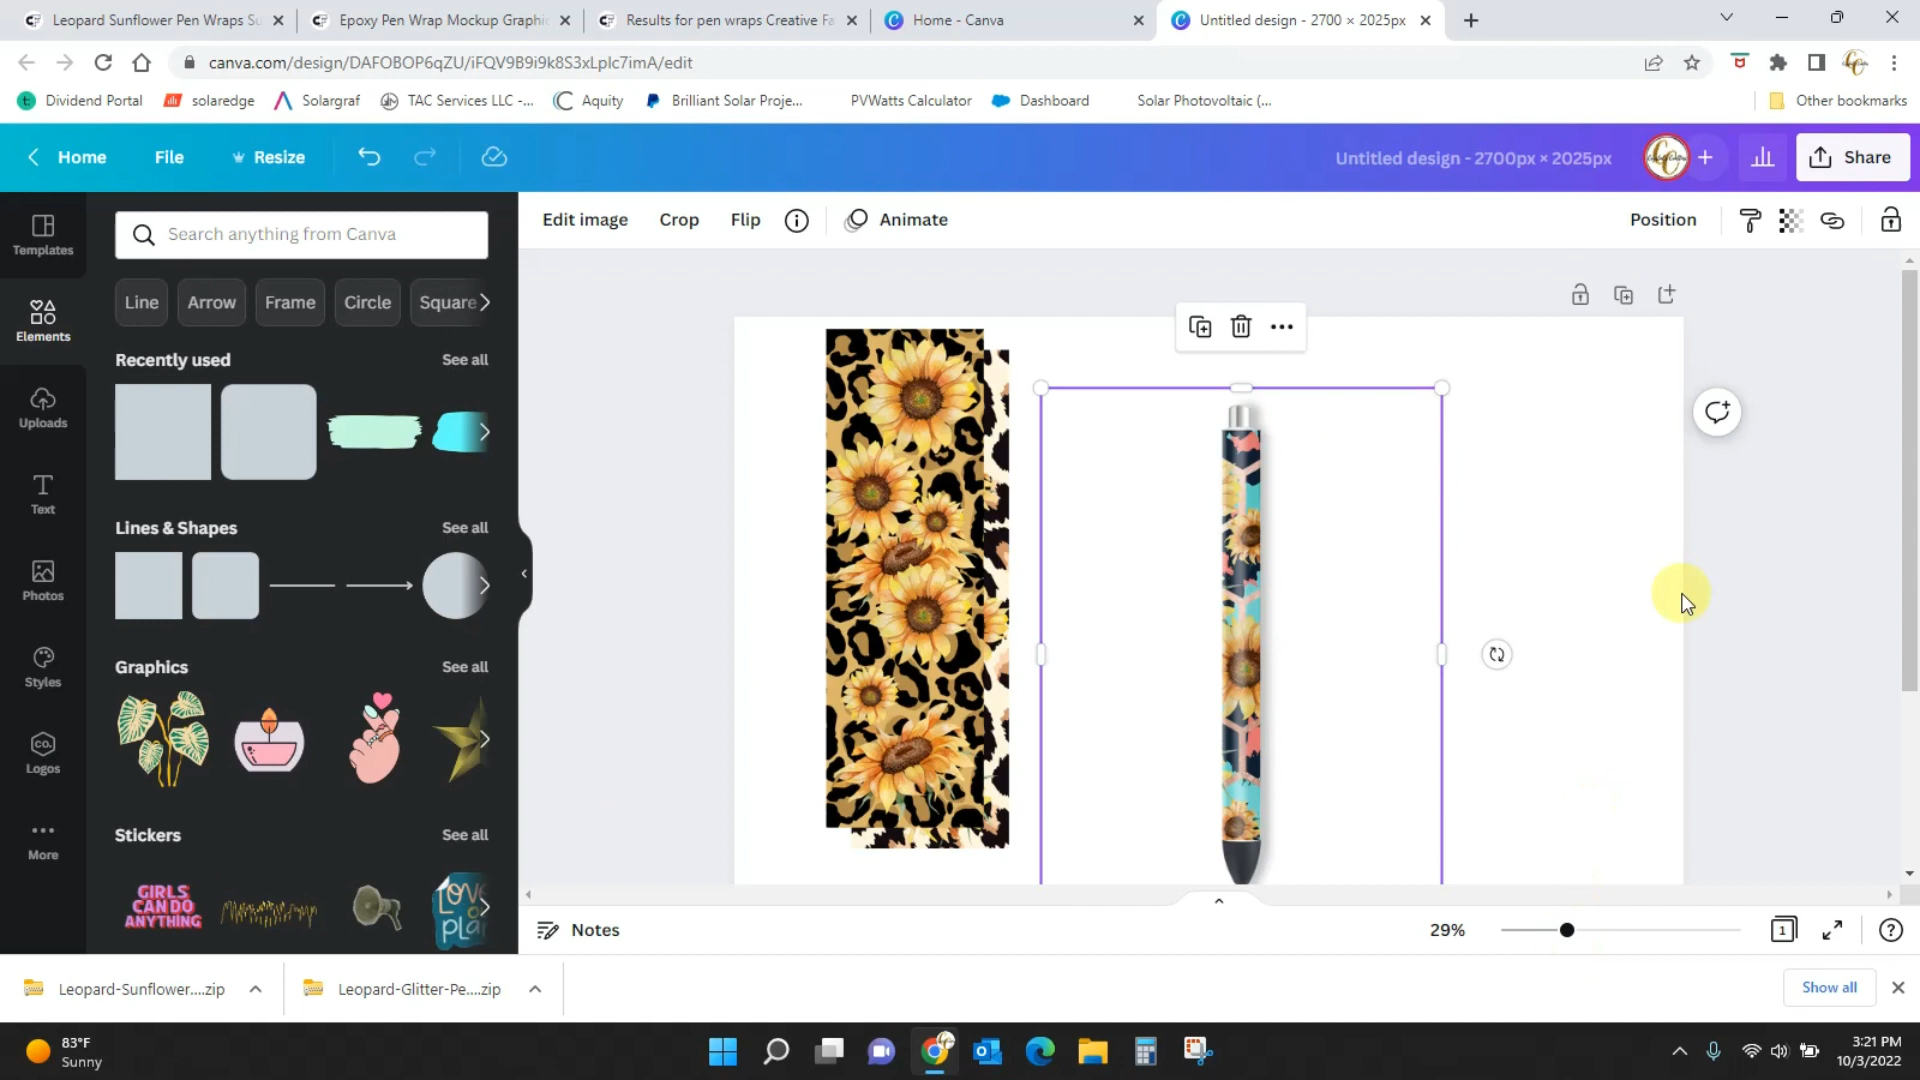 Leopard Sunflower Pen Wraps Su
Epoxy Pen Wrap Mockup Graphic
Results for pen wraps Creative Fa
Home - Canva
Untitled design - 2700 × 2025px
canva.com/design/DAFOBOP6qZU/iFQV9B9i9k8S3xLplc7imA/edit
Dividend Portal
solaredge
Solargraf
TAC Services LLC -...
Aquity
Brilliant Solar Proje...
PVWatts Calculator
Dashboard
Solar Photovoltaic (...
Other bookmarks
Home
File
Resize
Untitled design - 2700px × 2025px
Share
Templates
Elements
Uploads
Text
Photos
Styles
CO.
Logos
More
Search anything from Canva
Line
Arrow
Frame
Circle
Square
Recently used
See all
Lines & Shapes
See all
Graphics
See all
Stickers
See all
GIRLS
CAN DO
ANYTHING
Edit image
Crop
Flip
Animate
Position
Notes
29%
1
Leopard-Sunflower....zip
Leopard-Glitter-Pe....zip
Show all
83°F
Sunny
3:21 PM
10/3/2022